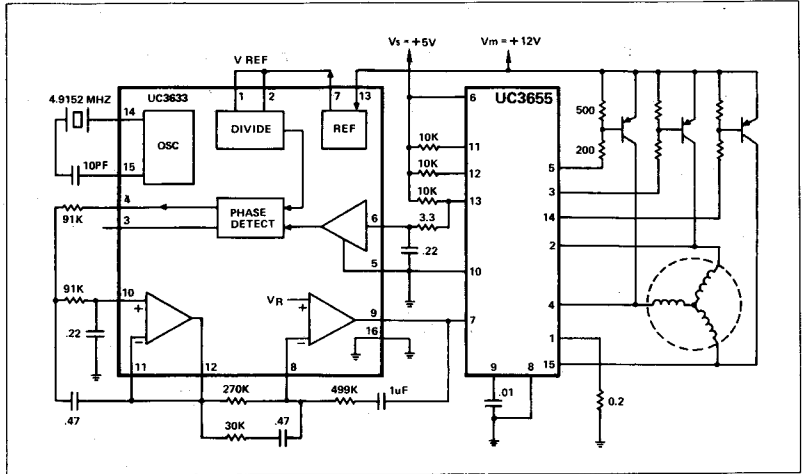 Vs = +5V
Vm = +12V
V REF
1
2
7
13
4.9152 MHZ
UC3633
UC3655
14
OSC
DIVIDE
REF
6
500
10PF
15
10K
11
200
10K
12
5
10K
13
3
91K
4
PHASE
DETECT
6
3.3
14
3
.22
2
5
10
91K
10
+
VR
+
9
7
4
.22
–
–
16
1
11
12
8
9
8
15
270K
499K
1uF
.01
0.2
.47
30K
.47